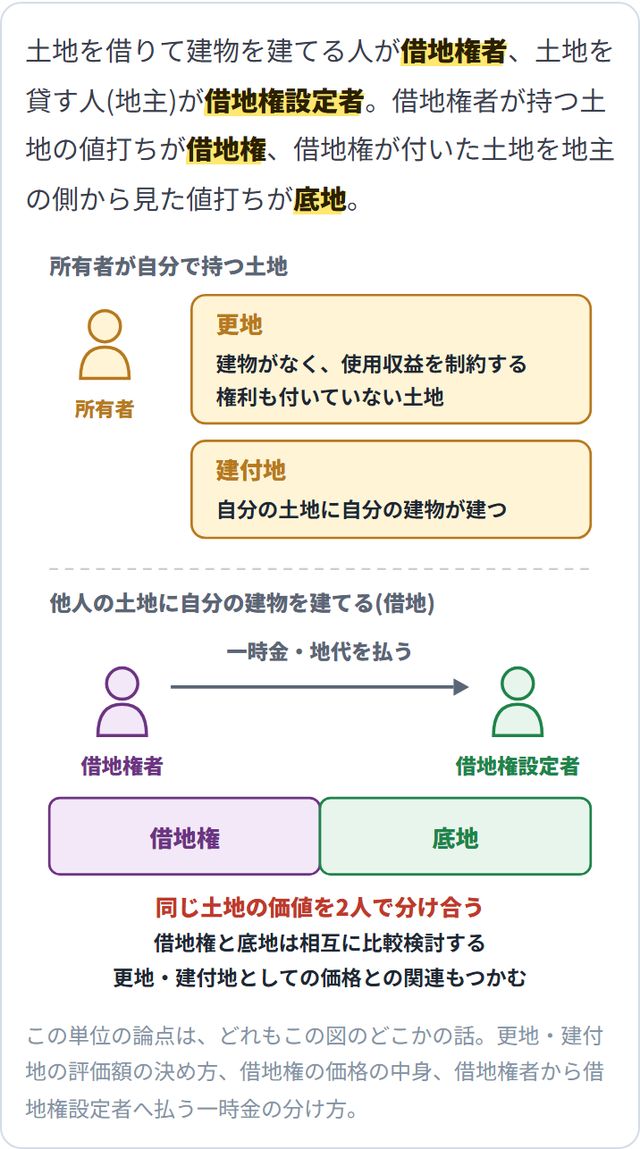 土地を借りて建物を建てる人が借地権者、土地を
貸す人(地主)が借地権設定者。借地権者が持つ土
地の値打ちが借地権、借地権が付いた土地を地主
の側から見た値打ちが底地。
所有者が自分で持つ土地
所有者
更地
建物がなく、使用収益を制約する
権利も付いていない土地
建付地
自分の土地に自分の建物が建つ
他人の土地に自分の建物を建てる(借地)
一時金・地代を払う
借地権者
借地権設定者
借地権
底地
同じ土地の価値を2人で分け合う
借地権と底地は相互に比較検討する
更地・建付地としての価格との関連もつかむ
この単位の論点は、どれもこの図のどこかの話。更地・建付
地の評価額の決め方、借地権の価格の中身、借地権者から借
地権設定者へ払う一時金の分け方。